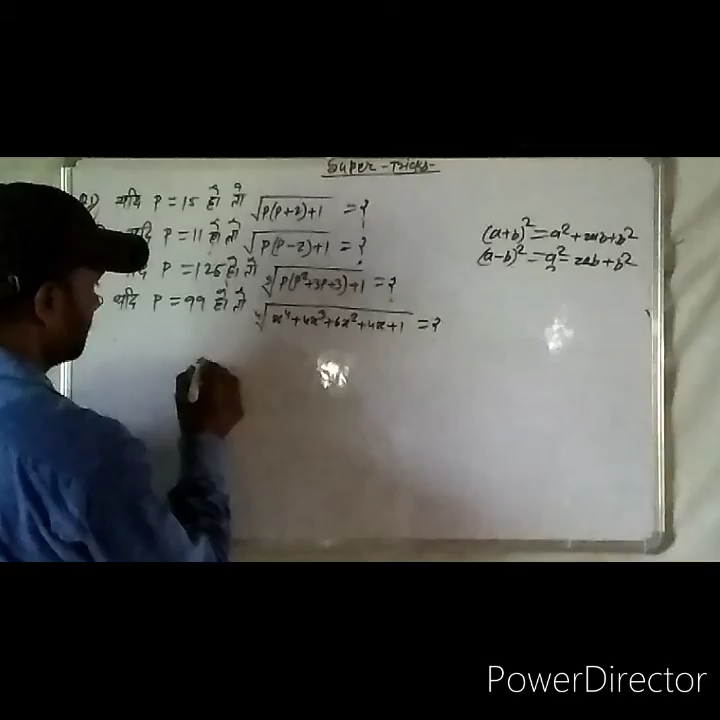 Super-Tricks-
यदि P = 15 हो तो √P(P+2)+1 = ?
P = 11 हो तो √P(P-2)+1 = ?
P = 125 हो तो ∛P(P²+3P+3)+1 = ?
यदि P = 99 हो तो ∜x⁴+4x³+6x²+4x+1 = ?
(a+b)² = a²+2ab+b²
(a-b)² = a²-2ab+b²
PowerDirector